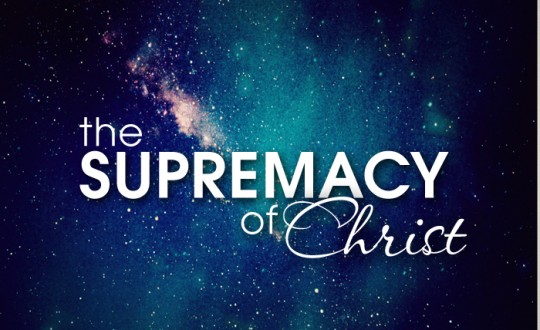 the
SUPREMACY
of Christ